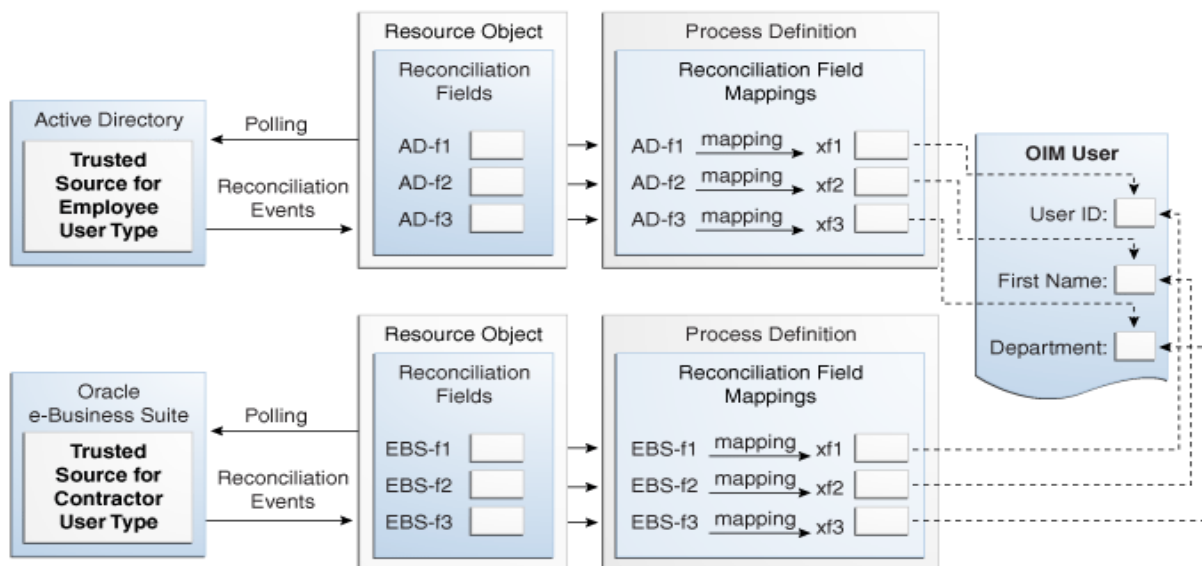 Resource Object
Reconciliation
Fields
AD-f1
AD-f2
AD-f3
Process Definition
Reconciliation Field
Mappings
AD-f1 mapping xf1
AD-f2 mapping xf2
AD-f3 mapping xf3
Active Directory
Trusted
Source for
Employee
User Type
Polling
Reconciliation
Events
OIM User
User ID:
First Name:
Department:
Resource Object
Reconciliation
Fields
EBS-f1
EBS-f2
EBS-f3
Process Definition
Reconciliation Field
Mappings
EBS-f1 mapping xf1
EBS-f2 mapping xf2
EBS-f3 mapping xf3
Oracle
e-Business Suite
Trusted
Source for
Contractor
User Type
Polling
Reconciliation
Events